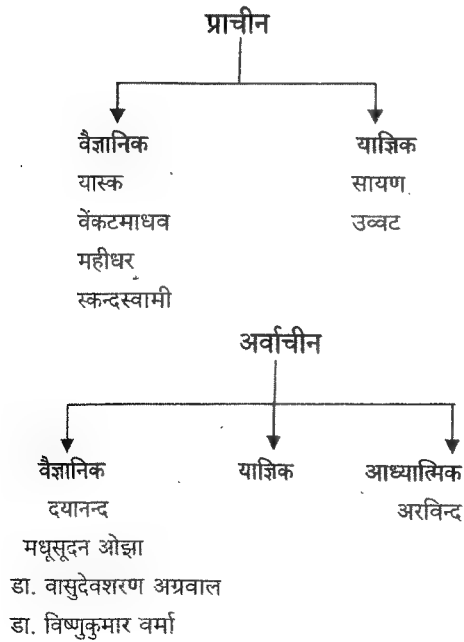 प्राचीन
वैज्ञानिक याज्ञिक
यास्क सायण
वेंकटमाधव उव्वट
महीधर
स्कन्दस्वामी
अर्वाचीन
वैज्ञानिक याज्ञिक आध्यात्मिक
दयानन्द अरविन्द
मधूसूदन ओझा
डा. वासुदेवशरण अग्रवाल
डा. विष्णुकुमार वर्मा